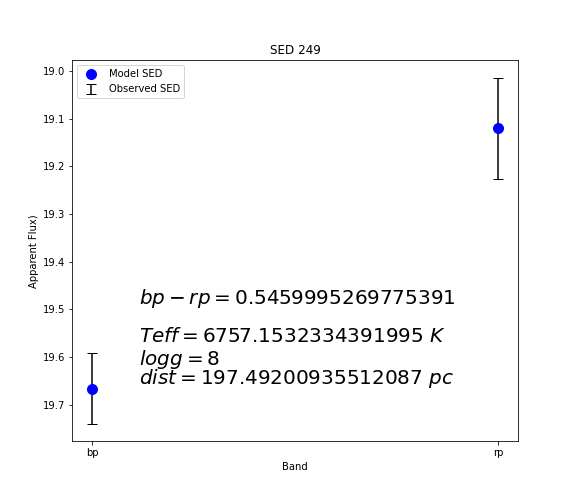 SED 249
Model SED
Observed SED
19.0
19.1
19.2
19.3
19.4
19.5
19.6
19.7
Apparent Flux)
bp − rp = 0.5459995269775391
Teff = 6757.1532334391995 K
logg = 8
dist = 197.49200935512087 pc
bp rp
Band